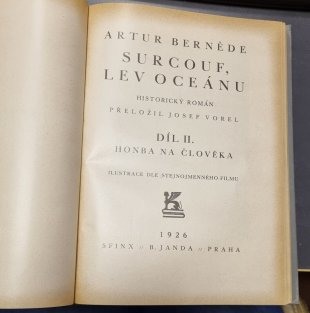 ARTUR BERNÈDE
SURCOUF,
LEV OCEÁNU
HISTORICKÝ ROMÁN
PŘELOŽIL JOSEF VOREL
DÍL II.
HONBA NA ČLOVĚKA
ILUSTRACE DLE STEJNOJMENNÉHO FILMU
1926
SFINX // B. JANDA // PRAHA